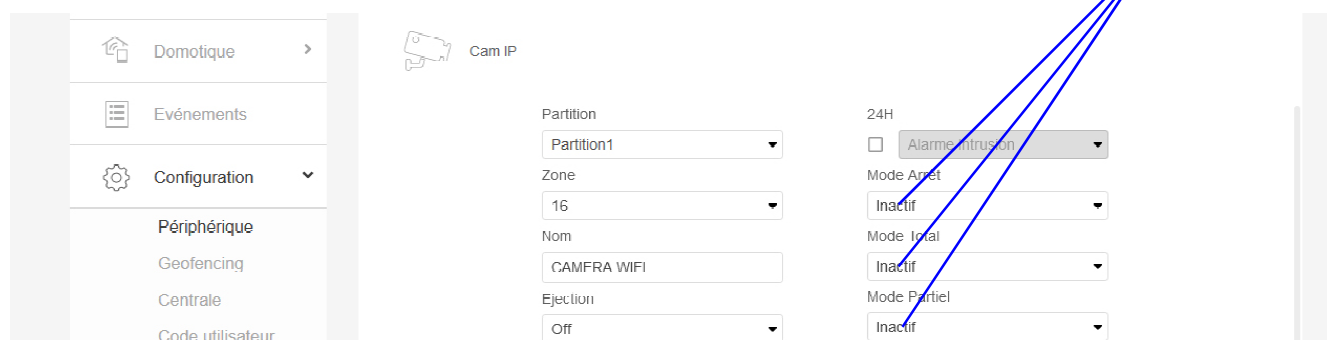 Domotique
Evénements
Configuration
Périphérique
Geofencing
Centrale
Code utilisateur
Cam IP
Partition
Partition1
Zone
16
Nom
CAMERA WIFI
Ejection
Off
24H
Alarme Intrusion
Mode Arrêt
Inactif
Mode Total
Inactif
Mode Partiel
Inactif